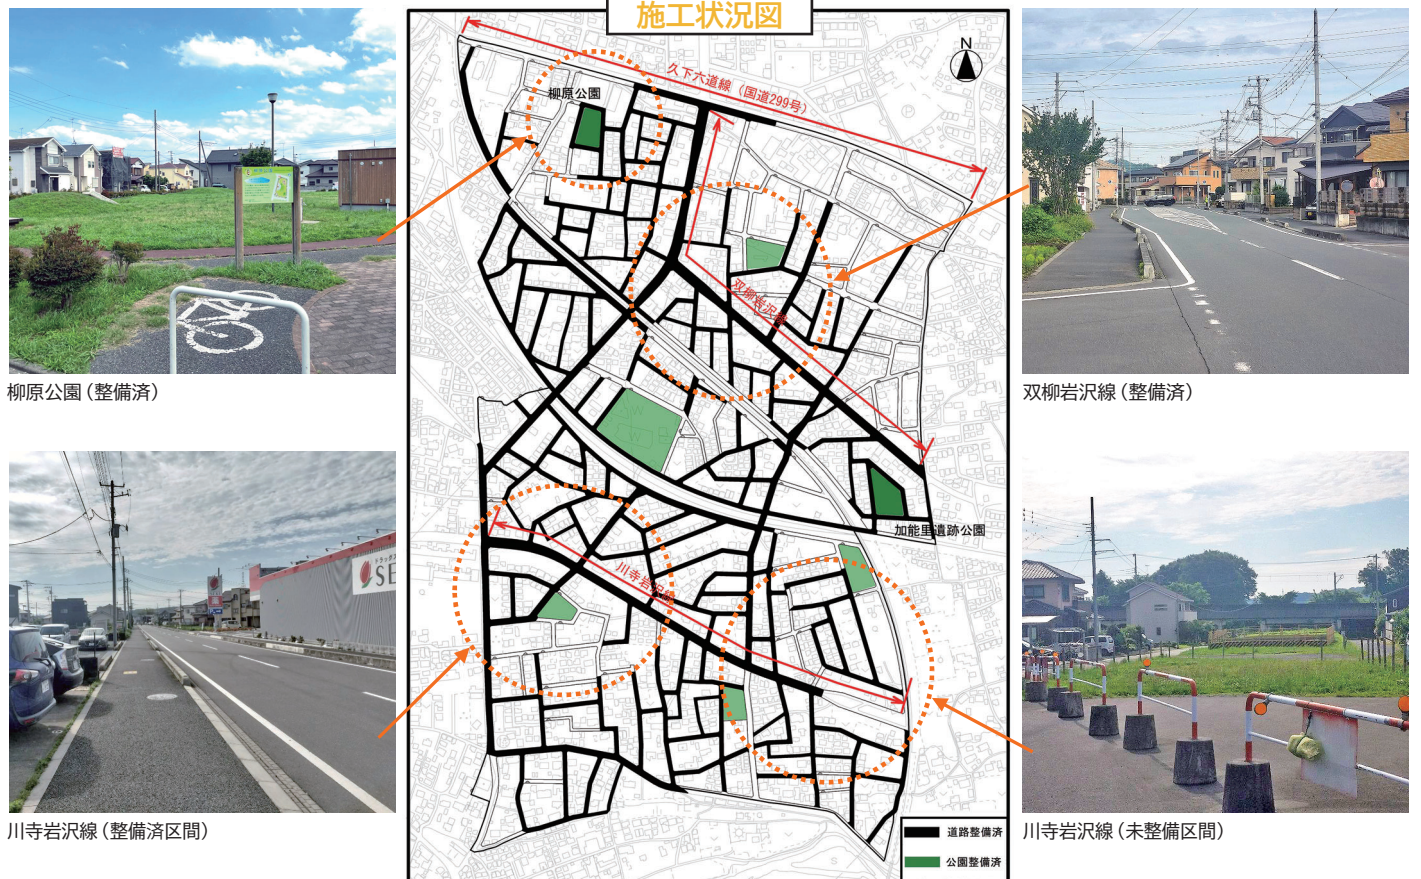 施工状況図
N
久下六道線（国道299号）
柳原公園
双柳岩沢線
加能里遺跡公園
川寺岩沢線
道路整備済
公園整備済
柳原公園（整備済）
双柳岩沢線（整備済）
川寺岩沢線（整備済区間）
川寺岩沢線（未整備区間）